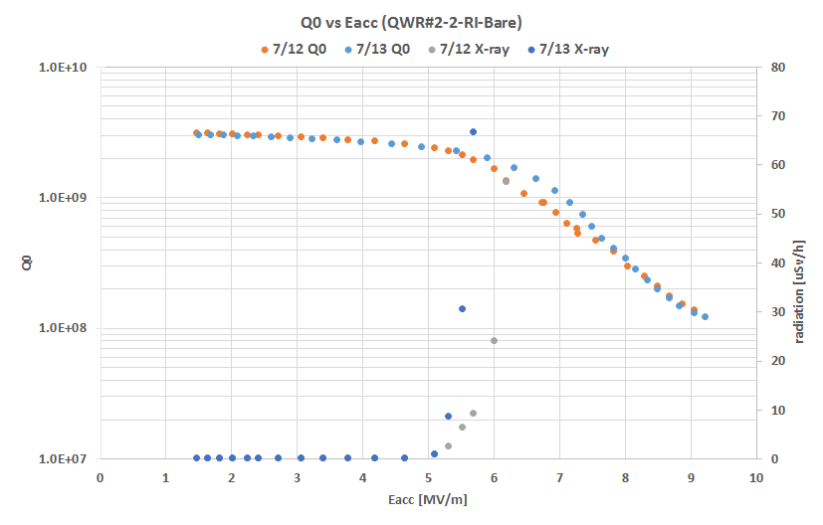 Q0 vs Eacc (QWR#2-2-RI-Bare)
7/12 Q0 7/13 Q0 7/12 X-ray 7/13 X-ray
1.0E+10
1.0E+09
1.0E+08
1.0E+07
Q0
80
70
60
50
40
30
20
10
0
radiation [uSv/h]
0 1 2 3 4 5 6 7 8 9 10
Eacc [MV/m]